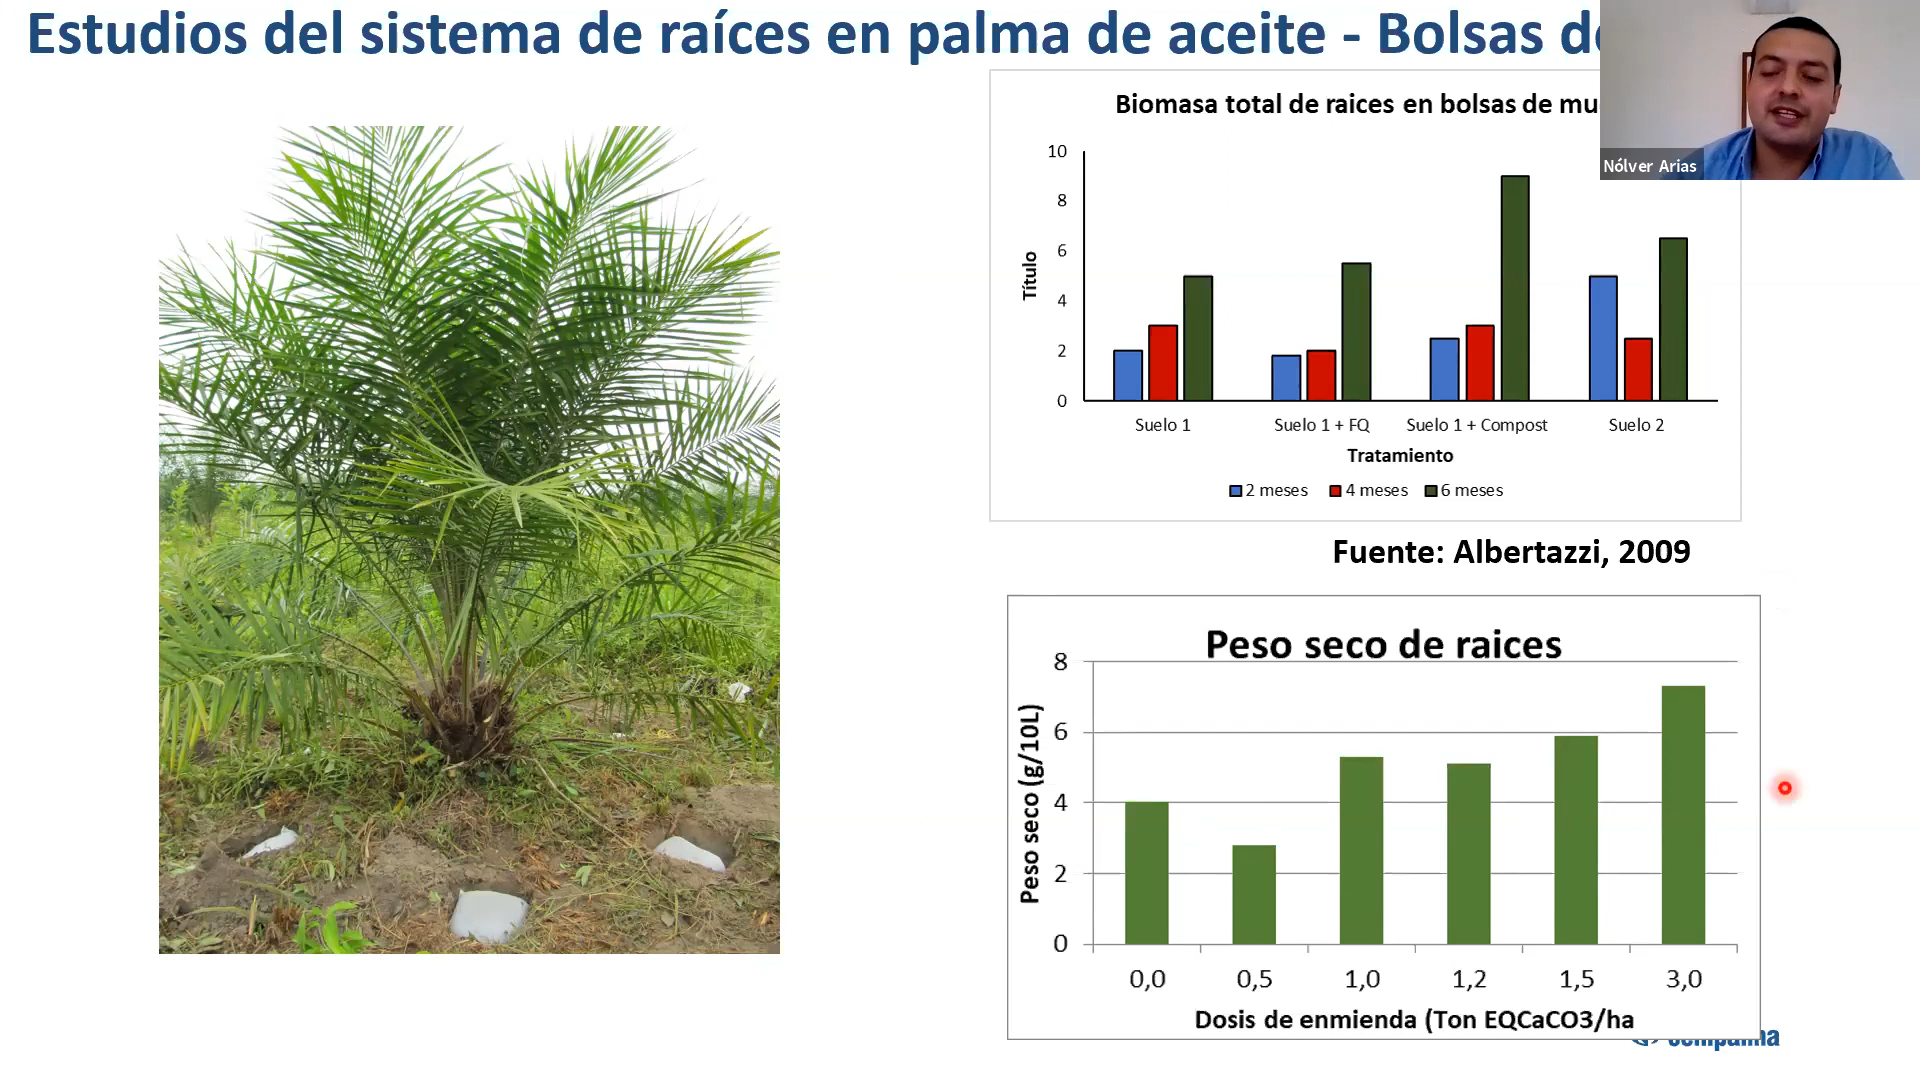 Estudios del sistema de raíces en palma de aceite - Bolsas de
Nólver Arias
Biomasa total de raices en bolsas de mu
10
8
6
4
2
0
Título
Suelo 1
Suelo 1 + FQ
Suelo 1 + Compost
Suelo 2
Tratamiento
2 meses
4 meses
6 meses
Fuente: Albertazzi, 2009
Peso seco de raices
8
6
4
2
0
Peso seco (g/10L)
0,0
0,5
1,0
1,2
1,5
3,0
Dosis de enmienda (Ton EQCaCO3/ha